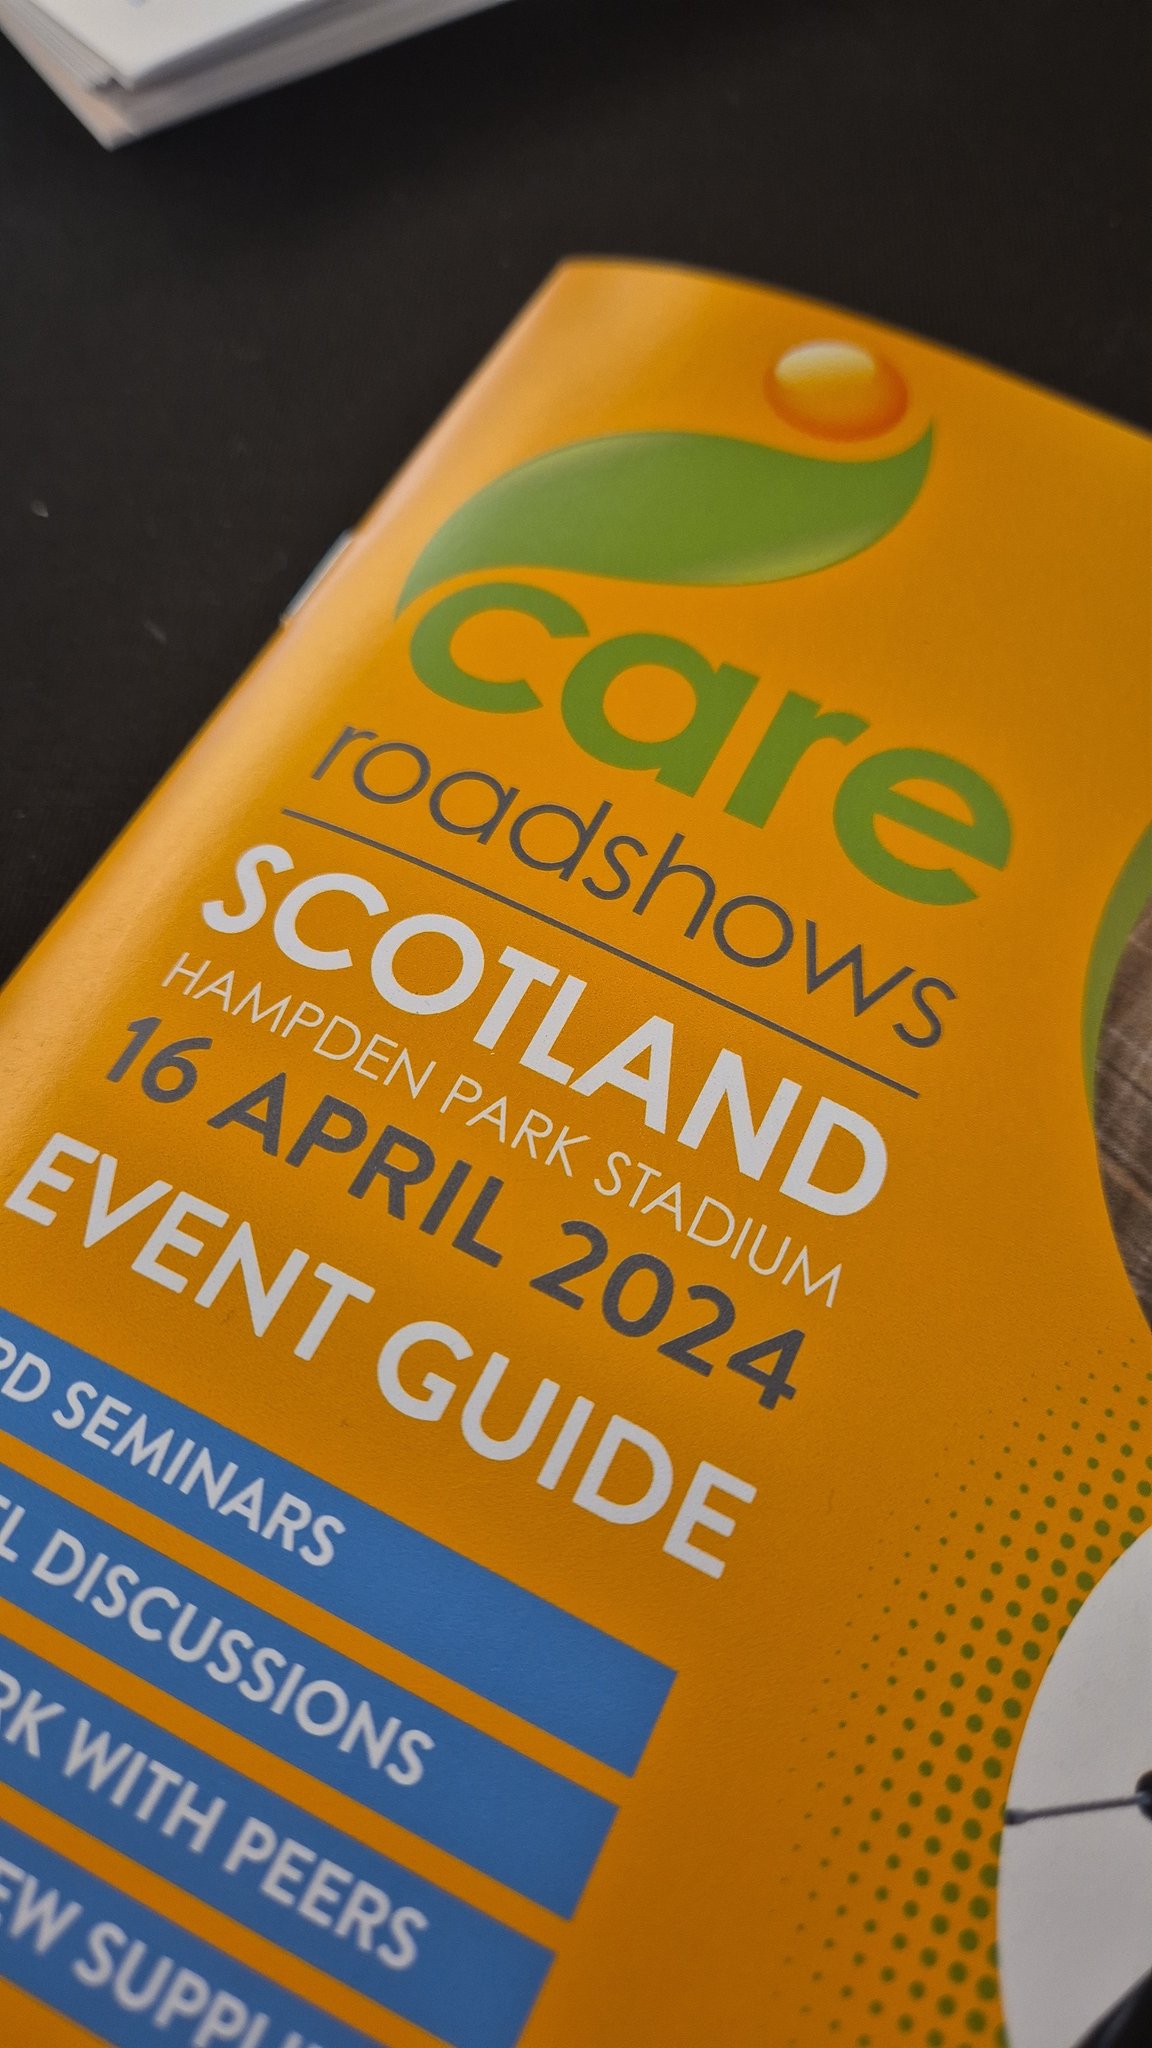 care
roadshows
SCOTLAND
HAMPDEN PARK STADIUM
16 APRIL 2024
EVENT GUIDE
SEMINARS
DISCUSSIONS
WITH PEERS